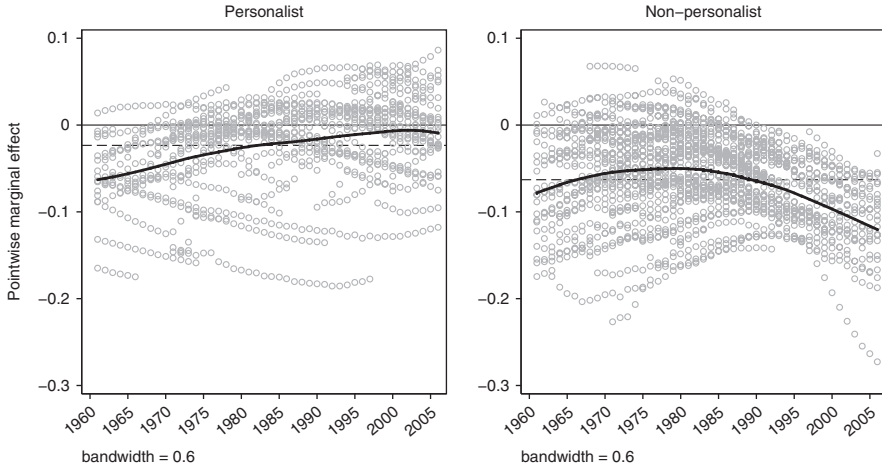 Personalist
Non−personalist
Pointwise marginal effect
0.1
0
−0.1
−0.2
−0.3
1960 1965 1970 1975 1980 1985 1990 1995 2000 2005
bandwidth = 0.6
0.1
0
−0.1
−0.2
−0.3
1960 1965 1970 1975 1980 1985 1990 1995 2000 2005
bandwidth = 0.6